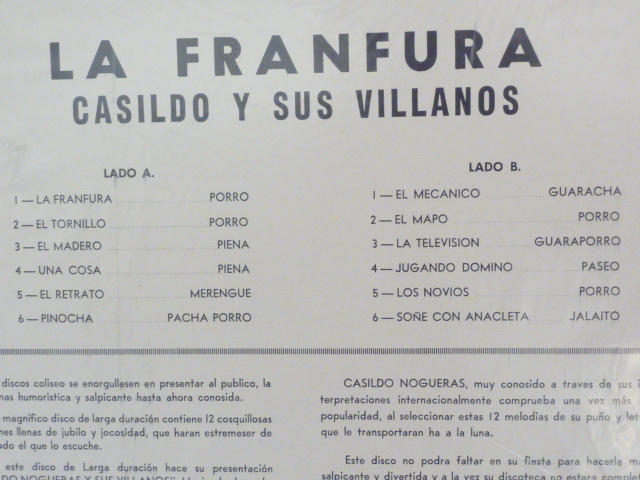 LA FRANFURA
CASILDO Y SUS VILLANOS
LADO A.
1 — LA FRANFURA PORRO
2 — EL TORNILLO PORRO
3 — EL MADERO PIENA
4 — UNA COSA PIENA
5 — EL RETRATO MERENGUE
6 — PINOCHA PACHA PORRO
LADO B.
1 — EL MECANICO GUARACHA
2 — EL MAPO PORRO
3 — LA TELEVISION GUARAPORRO
4 — JUGANDO DOMINO PASEO
5 — LOS NOVIOS PORRO
6 — SOÑE CON ANACLETA JALAITO
discos coliseo se enorgullesen en presentar al publico, la
nas humoristica y salpicante hasta ahora conosida.
magnifico disco de larga duración contiene 12 cosquillosas
nes llenas de jubilo y jocosidad, que haran estremeser de
do el que lo escuche.
este disco de Larga duración hace su presentación
CASILDO NOGUERAS, muy conosido a traves de sus
terpretaciones internacionalmente comprueba una vez más
popularidad, al seleccionar estas 12 melodias de su puño y let
que le transportaran ha a la luna.
Este disco no podra faltar en su fiesta para hacerla
salpicante y divertida y a la vez su discoteca no estara